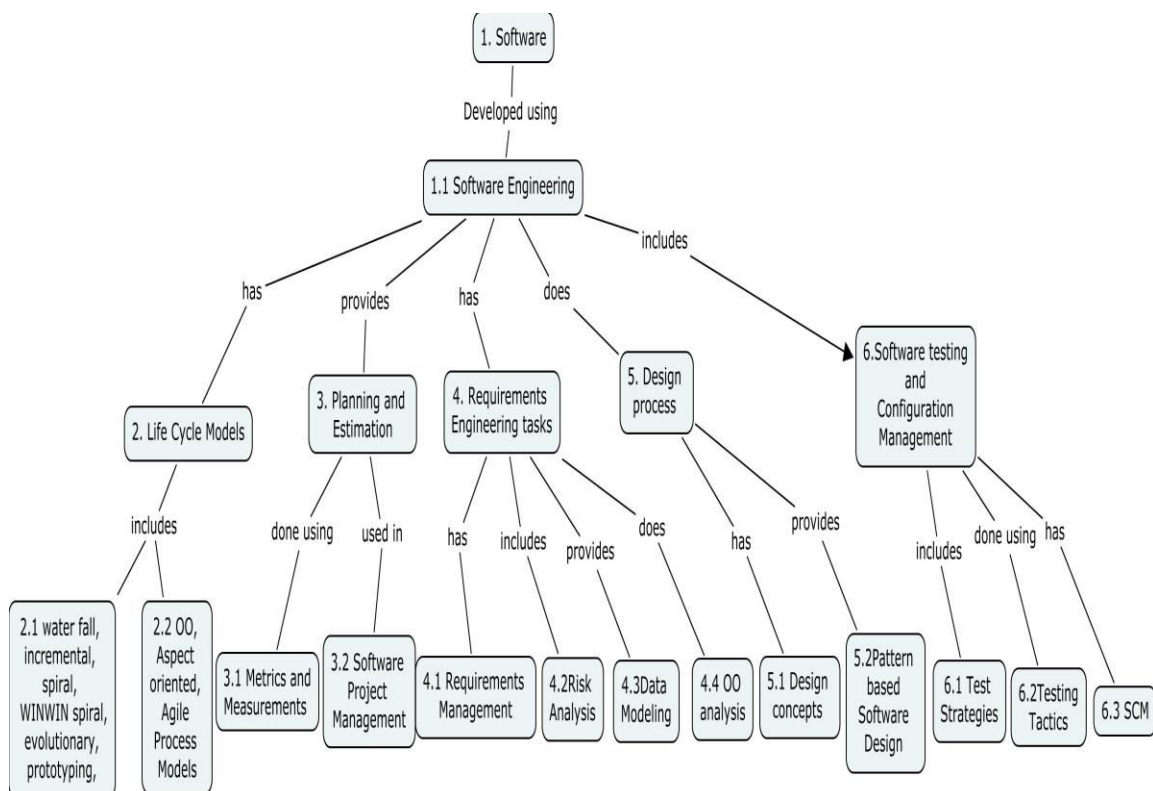 1. Software
Developed using
1.1 Software Engineering
includes
has
provides
has
does
6.Software testing
and
Configuration
Management
5. Design
process
3. Planning and
Estimation
4. Requirements
Engineering tasks
2. Life Cycle Models
includes
done using
used in
has
includes
provides
does
has
provides
includes
done using
has
2.1 water fall,
incremental,
spiral,
WINWIN spiral,
evolutionary,
prototyping,
2.2 OO,
Aspect
oriented,
Agile
Process
Models
3.1 Metrics and
Measurements
3.2 Software
Project
Management
4.1 Requirements
Management
4.2Risk
Analysis
4.3Data
Modeling
4.4 OO
analysis
5.1 Design
concepts
5.2Pattern
based
Software
Design
6.1 Test
Strategies
6.2Testing
Tactics
6.3 SCM